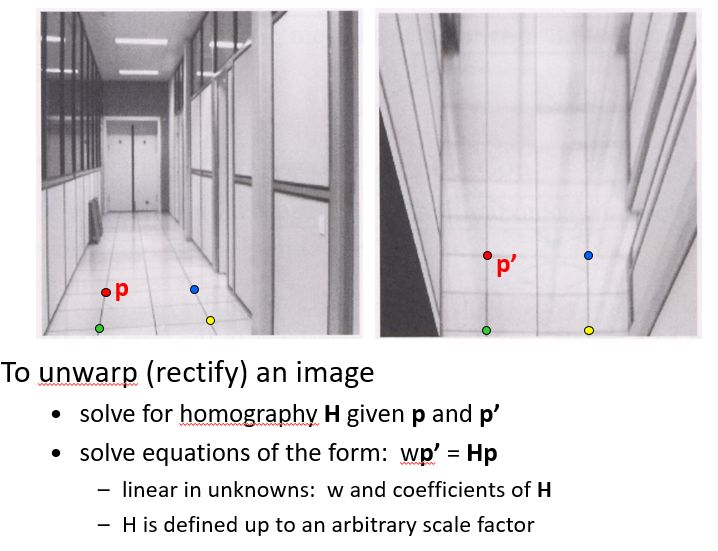 p
p’
To unwarp (rectify) an image
• solve for homography H given p and p’
• solve equations of the form: wp’ = Hp
– linear in unknowns: w and coefficients of H
– H is defined up to an arbitrary scale factor